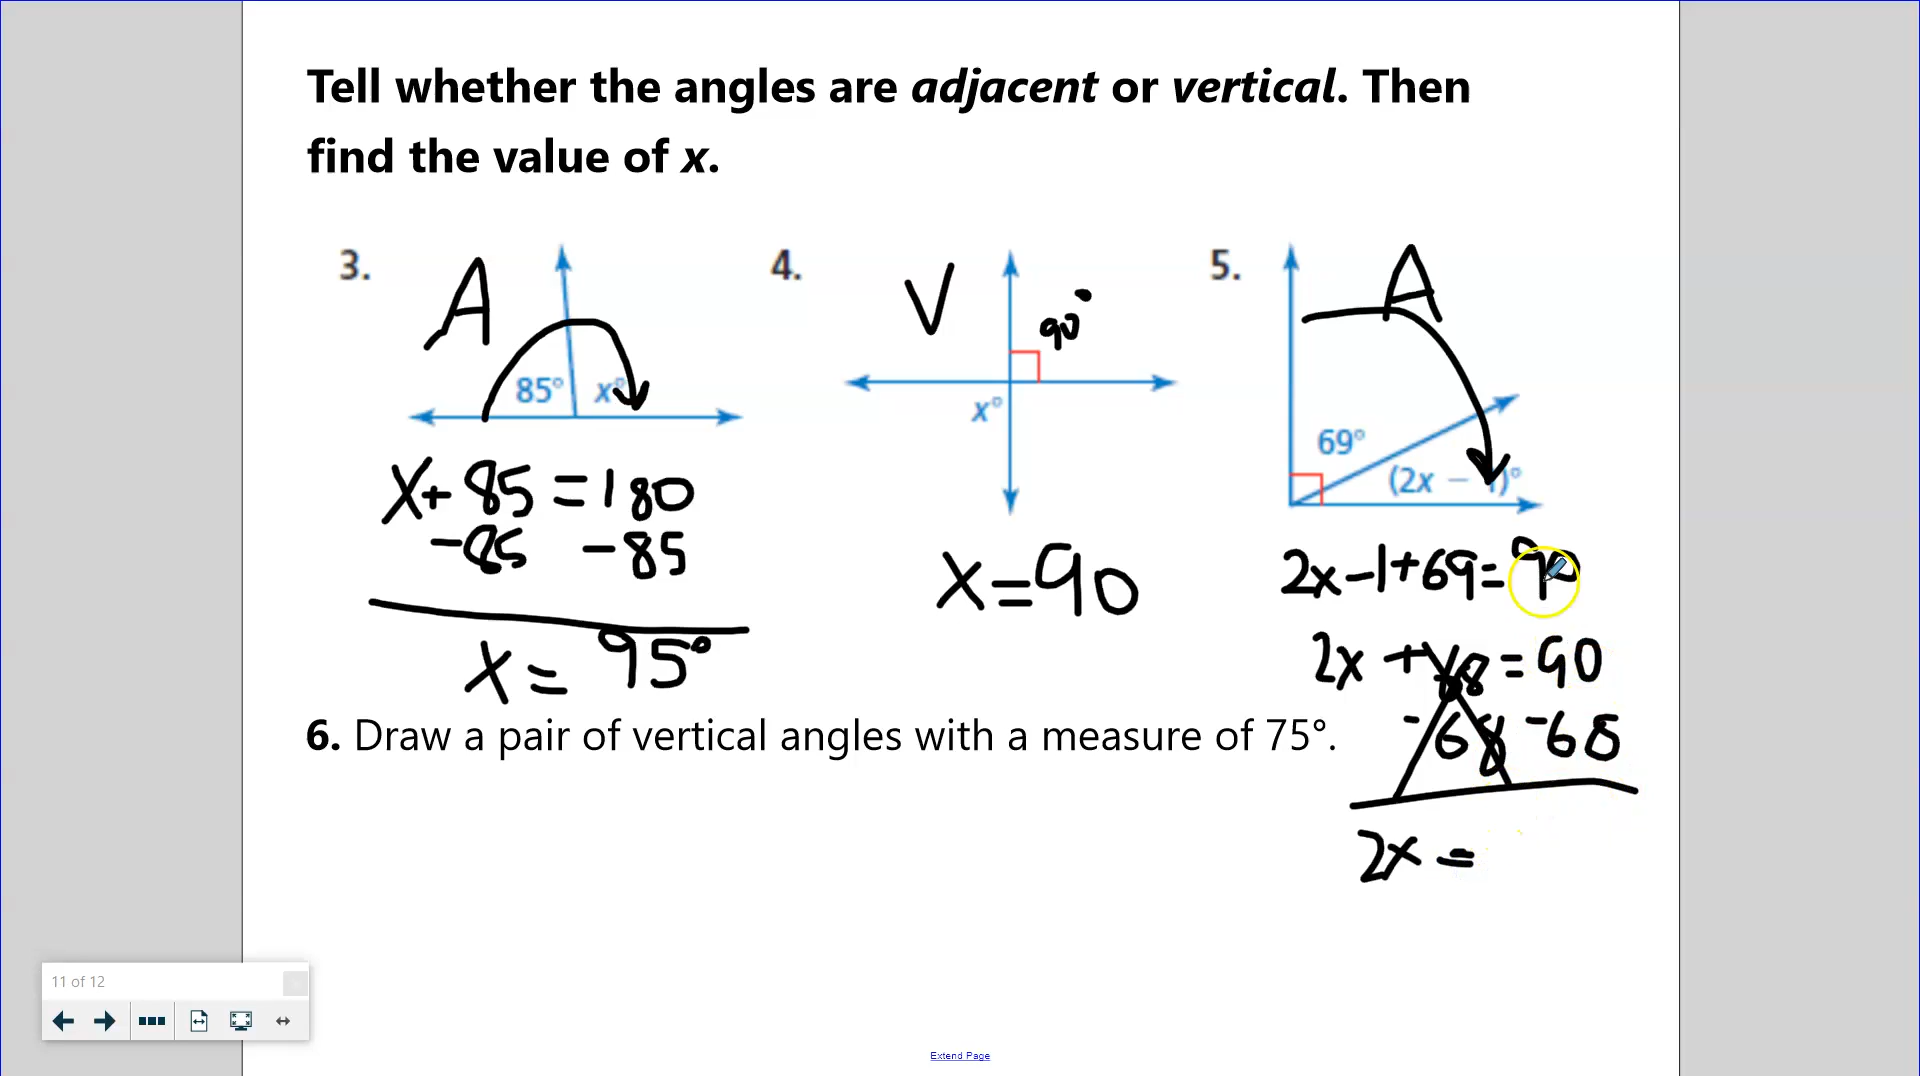 Tell whether the angles are adjacent or vertical. Then
find the value of x.
3.
A
85° x°
x + 85 = 180
-85 -85
x = 95°
4.
V
90°
x°
x = 90
5.
A
69°
(2x − 1)°
2x - 1 + 69 = 90
2x + 68 = 90
-68 -68
2x =
6. Draw a pair of vertical angles with a measure of 75°.
11 of 12
Extend Page